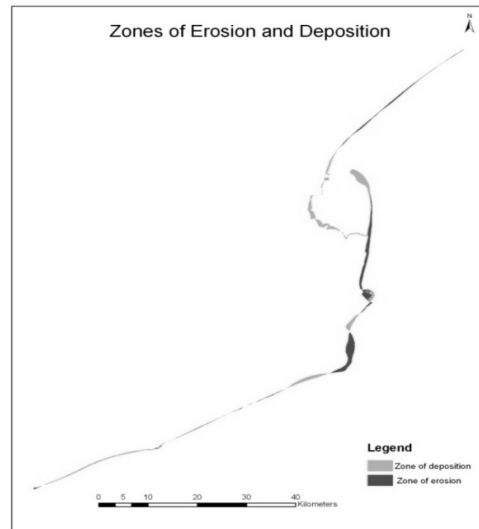 Zones of Erosion and Deposition
N
Legend
Zone of deposition
Zone of erosion
0 5 10 20 30 40
Kilometers